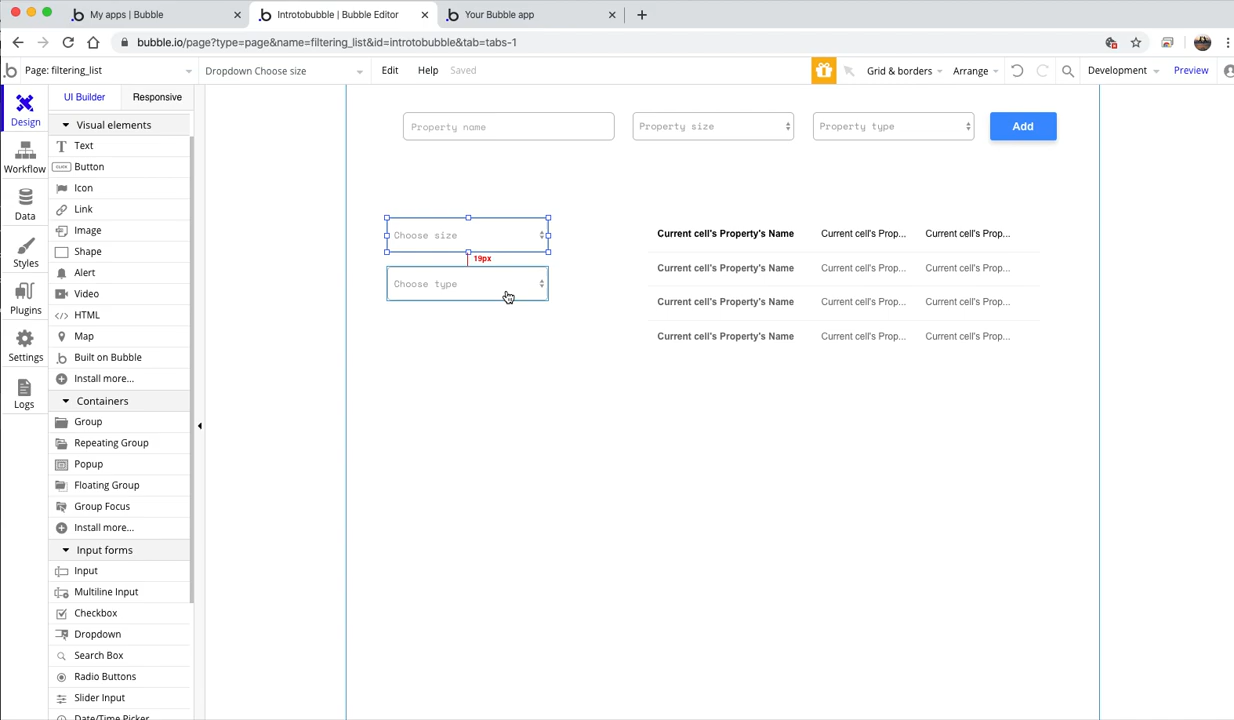 My apps | Bubble
Introtobubble | Bubble Editor
Your Bubble app
bubble.io/page?type=page&name=filtering_list&id=introtobubble&tab=tabs-1
Page: filtering_list
Dropdown Choose size
Edit
Help
Saved
Grid & borders
Arrange
Development
Preview
Design
Workflow
Data
Styles
Plugins
Settings
Logs
UI Builder
Responsive
Visual elements
Text
CLICK Button
Icon
Link
Image
Shape
Alert
Video
HTML
Map
Built on Bubble
Install more...
Containers
Group
Repeating Group
Popup
Floating Group
Group Focus
Install more...
Input forms
Input
Multiline Input
Checkbox
Dropdown
Search Box
Radio Buttons
Slider Input
Date/Time Picker
Property name
Property size
Property type
Add
Choose size
19px
Choose type
Current cell's Property's Name Current cell's Prop... Current cell's Prop...
Current cell's Property's Name Current cell's Prop... Current cell's Prop...
Current cell's Property's Name Current cell's Prop... Current cell's Prop...
Current cell's Property's Name Current cell's Prop... Current cell's Prop...